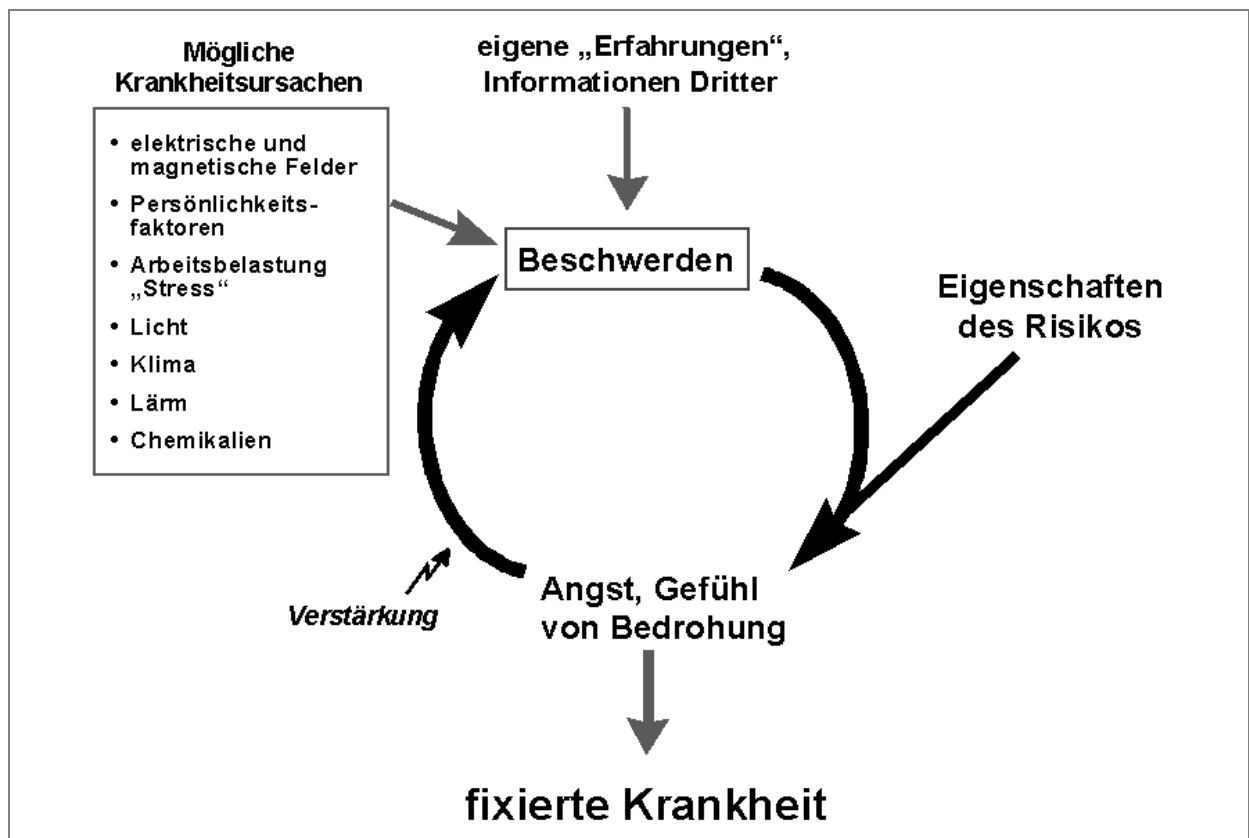 Mögliche
Krankheitsursachen
eigene „Erfahrungen“,
Informationen Dritter
• elektrische und
magnetische Felder
• Persönlichkeits-
faktoren
• Arbeitsbelastung
„Stress“
• Licht
• Klima
• Lärm
• Chemikalien
Beschwerden
Eigenschaften
des Risikos
Verstärkung
Angst, Gefühl
von Bedrohung
fixierte Krankheit